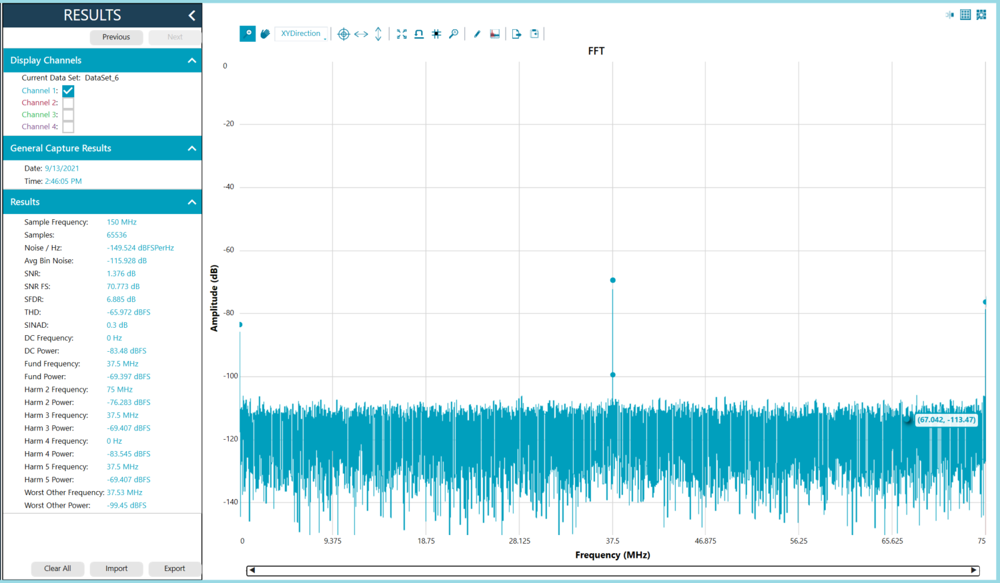 RESULTS
Previous
Next
Display Channels
Current Data Set: DataSet_6
Channel 1:
Channel 2:
Channel 3:
Channel 4:
General Capture Results
Date: 9/13/2021
Time: 2:46:05 PM
Results
Sample Frequency: 150 MHz
Samples: 65536
Noise / Hz: -149.524 dBFSPerHz
Avg Bin Noise: -115.928 dB
SNR: 1.376 dB
SNR FS: 70.773 dB
SFDR: 6.885 dB
THD: -65.972 dBFS
SINAD: 0.3 dB
DC Frequency: 0 Hz
DC Power: -83.48 dBFS
Fund Frequency: 37.5 MHz
Fund Power: -69.397 dBFS
Harm 2 Frequency: 75 MHz
Harm 2 Power: -76.283 dBFS
Harm 3 Frequency: 37.5 MHz
Harm 3 Power: -69.407 dBFS
Harm 4 Frequency: 0 Hz
Harm 4 Power: -83.545 dBFS
Harm 5 Frequency: 37.5 MHz
Harm 5 Power: -69.407 dBFS
Worst Other Frequency: 37.53 MHz
Worst Other Power: -99.45 dBFS
Clear All
Import
Export
XYDirection
FFT
Amplitude (dB)
0
-20
-40
-60
-80
-100
-120
-140
(67.042, -113.47)
0 9.375 18.75 28.125 37.5 46.875 56.25 65.625 75
Frequency (MHz)